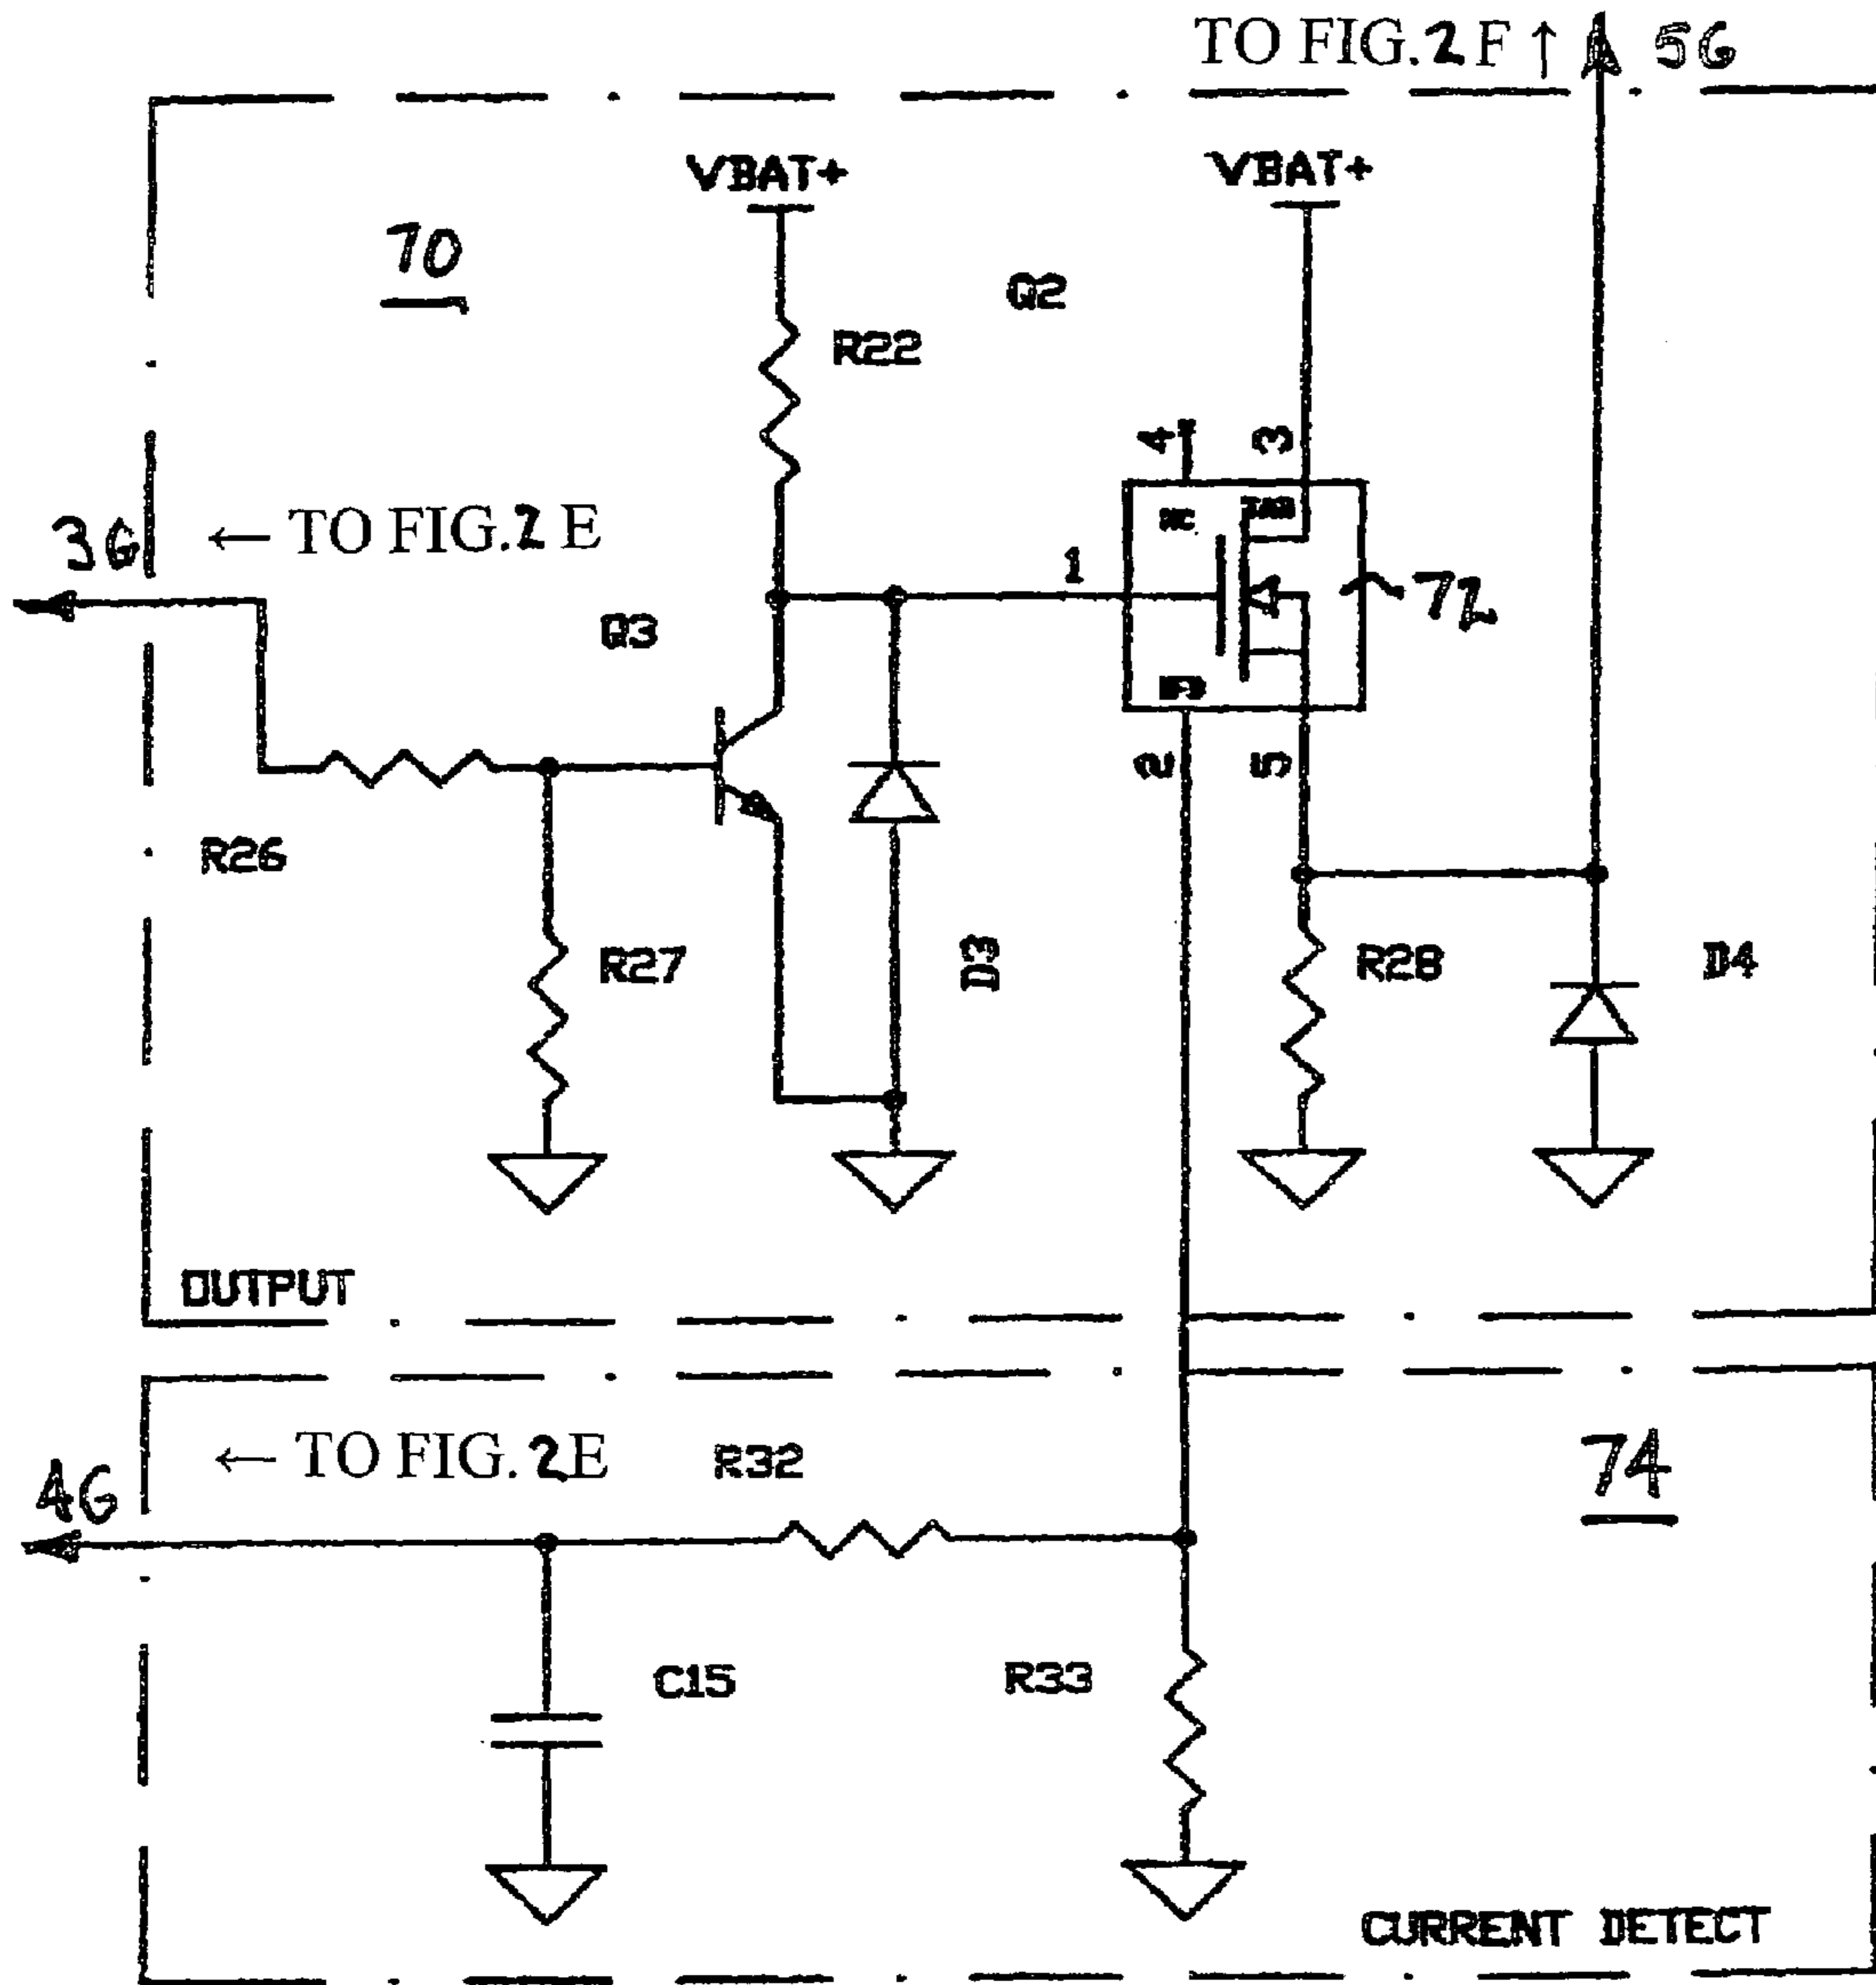 TO FIG.2 F ↑ 5G
VBAT+
VBAT+
70
Q2
R22
4
3
3G
← TO FIG.2 E
1
72
Q3
2
5
R26
R27
D3
R28
D4
OUTPUT
4G
← TO FIG.2E
R32
74
C15
R33
CURRENT DETECT